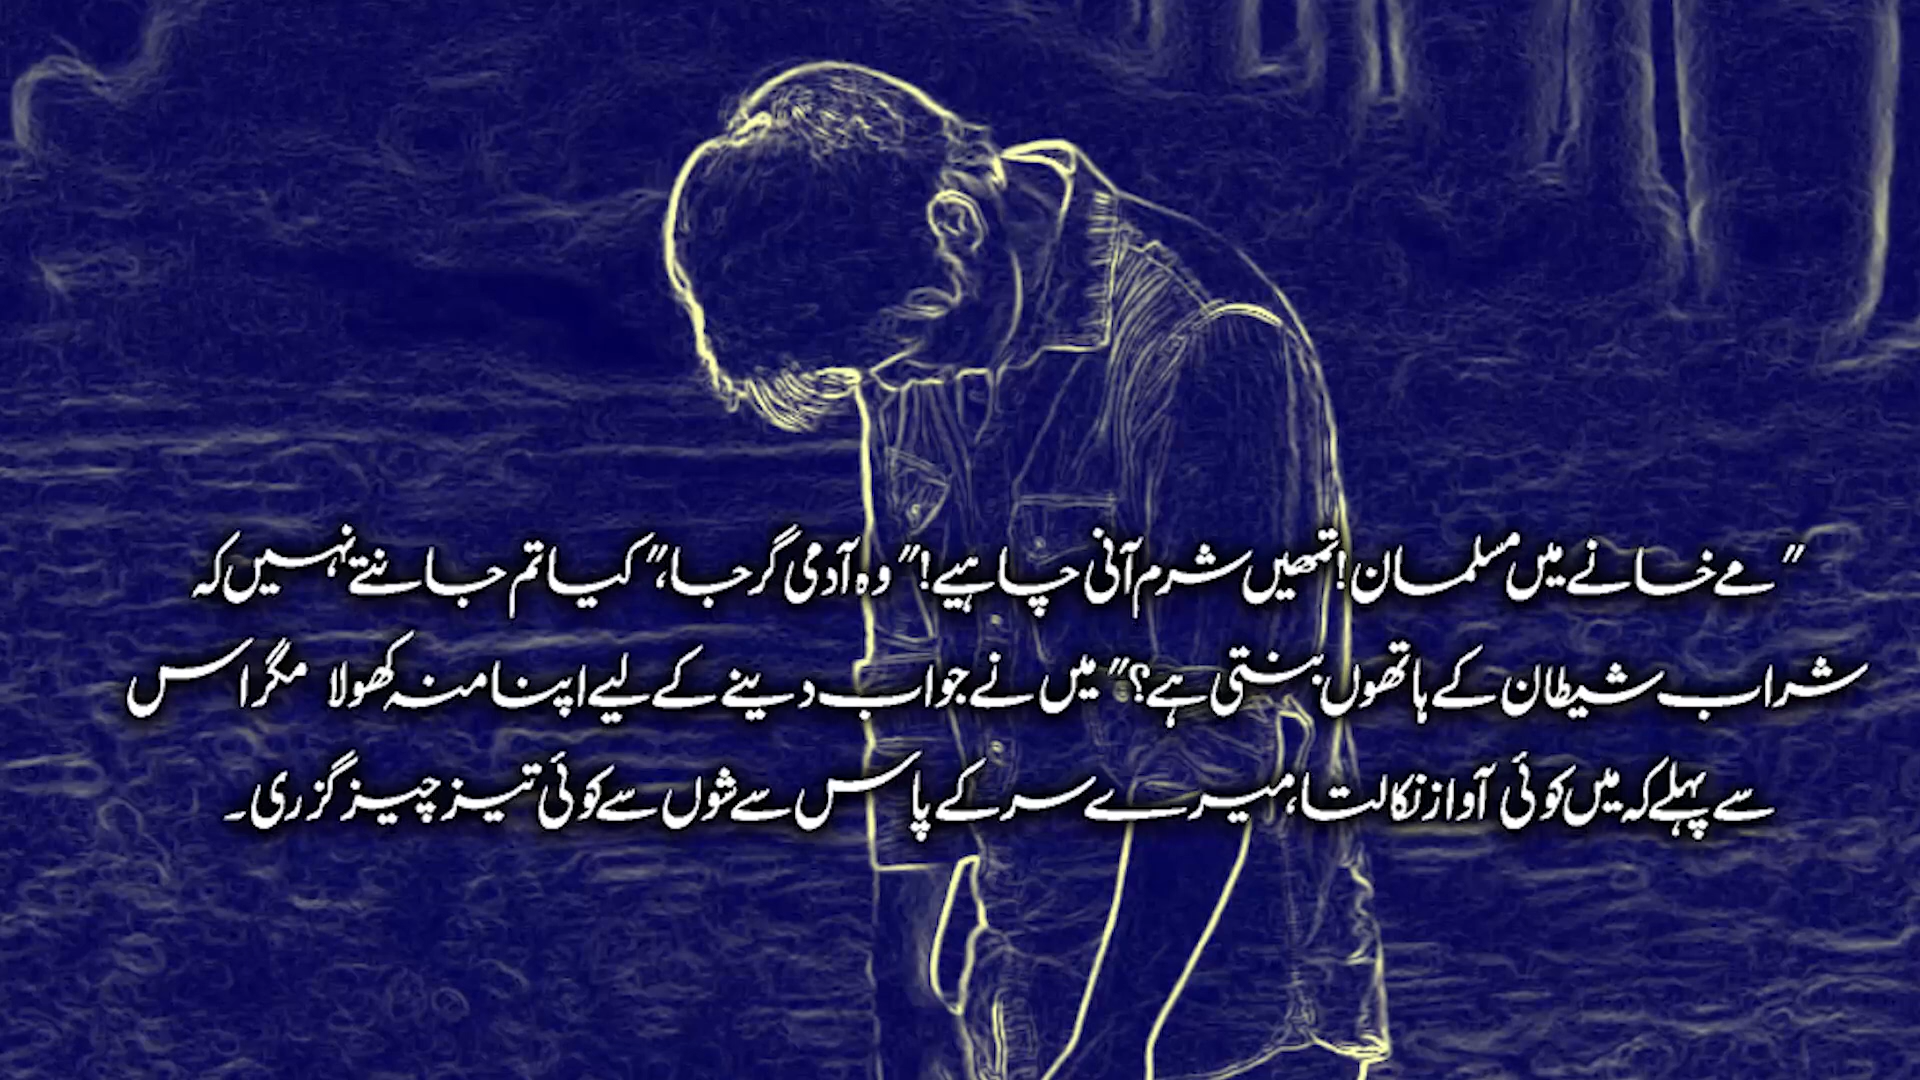 "مے خانے میں مسلمان! تمھیں شرم آنی چاہیے!" وہ آدمی گرجا، "کیا تم جانتے نہیں کہ
شراب شیطان کے ہاتھوں بنتی ہے؟" میں نے جواب دینے کے لیے اپنا منہ کھولا مگر اس
سے پہلے کہ میں کوئی آواز نکالتا، میرے سر کے پاس سے شوں سے کوئی تیز چیز گزری۔